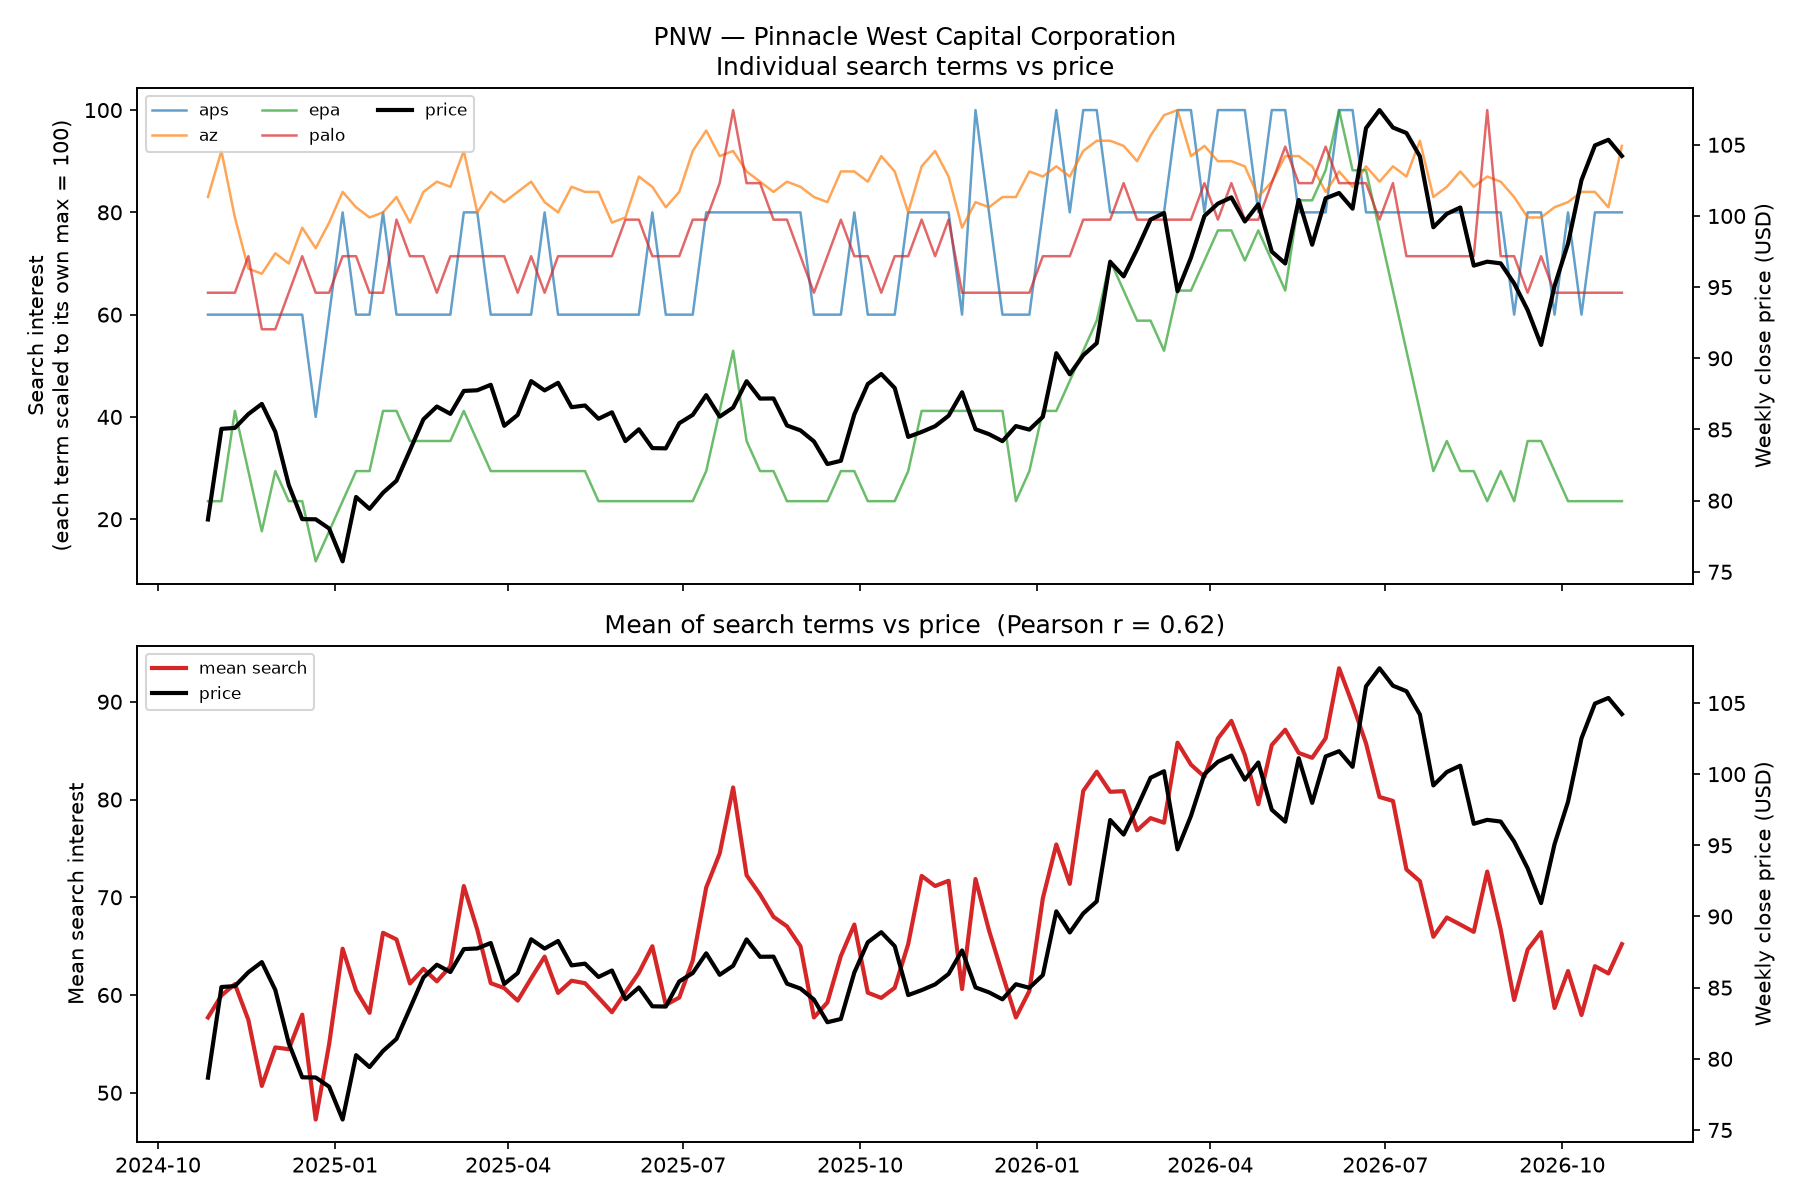 PNW — Pinnacle West Capital Corporation
Individual search terms vs price
aps
az
epa
palo
price
Search interest
(each term scaled to its own max = 100)
100
80
60
40
20
105
100
95
90
85
80
75
Weekly close price (USD)
Mean of search terms vs price (Pearson r = 0.62)
mean search
price
Mean search interest
90
80
70
60
50
105
100
95
90
85
80
75
Weekly close price (USD)
2024-10
2025-01
2025-04
2025-07
2025-10
2026-01
2026-04
2026-07
2026-10